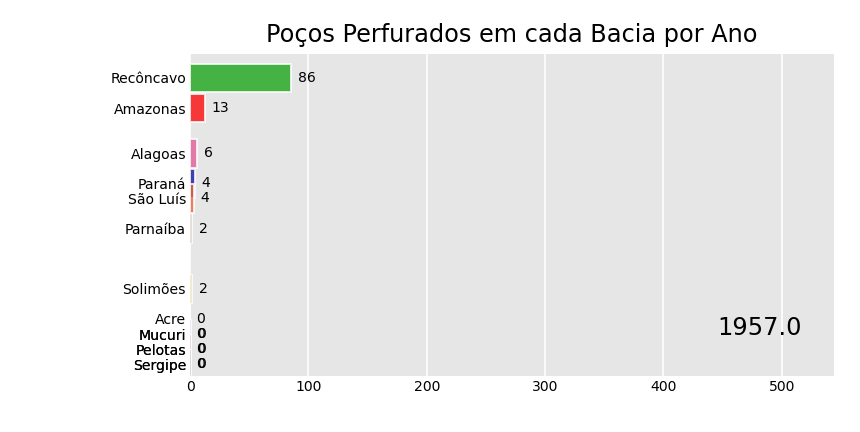 Poços Perfurados em cada Bacia por Ano
Recôncavo 86
Amazonas 13
Alagoas 6
Paraná 4
São Luís 4
Parnaíba 2
Solimões 2
Acre 0
1957.0
Mucuri 0
Pelotas 0
Sergipe 0
0 100 200 300 400 500